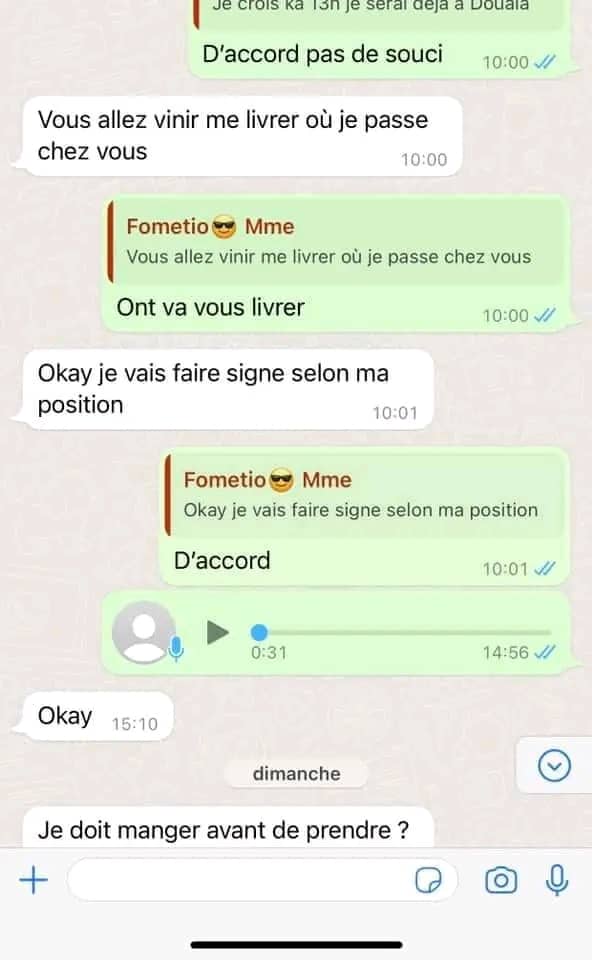 Je crois ka 13h je serai déjà à Douala
D'accord pas de souci
10:00
Vous allez vinir me livrer où je passe
chez vous
10:00
Fometio😎 Mme
Vous allez vinir me livrer où je passe chez vous
Ont va vous livrer
10:00
Okay je vais faire signe selon ma
position
10:01
Fometio😎 Mme
Okay je vais faire signe selon ma position
D'accord
10:01
0:31
14:56
Okay
15:10
dimanche
Je doit manger avant de prendre ?